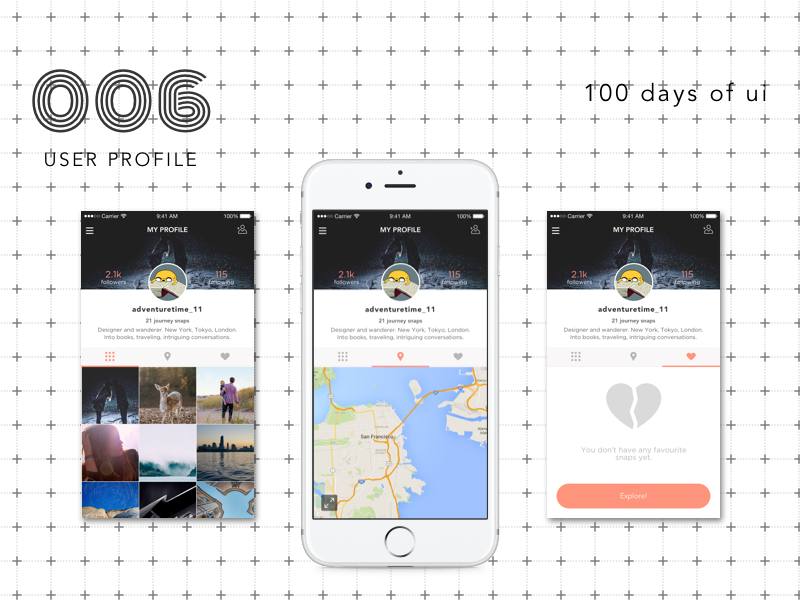 006
USER PROFILE
100 days of ui
Carrier 9:41 AM 100%
MY PROFILE
2.1k 115
followers following
adventuretime_11
21 journey snaps
Designer and wanderer. New York, Tokyo, London.
Into books, traveling, intriguing conversations.
Carrier 9:41 AM 100%
MY PROFILE
2.1k 115
followers following
adventuretime_11
21 journey snaps
Designer and wanderer. New York, Tokyo, London.
Into books, traveling, intriguing conversations.
San Francisco
Carrier 9:41 AM 100%
MY PROFILE
2.1k 115
followers following
adventuretime_11
21 journey snaps
Designer and wanderer. New York, Tokyo, London.
Into books, traveling, intriguing conversations.
You don't have any favourite
snaps yet.
Explore!